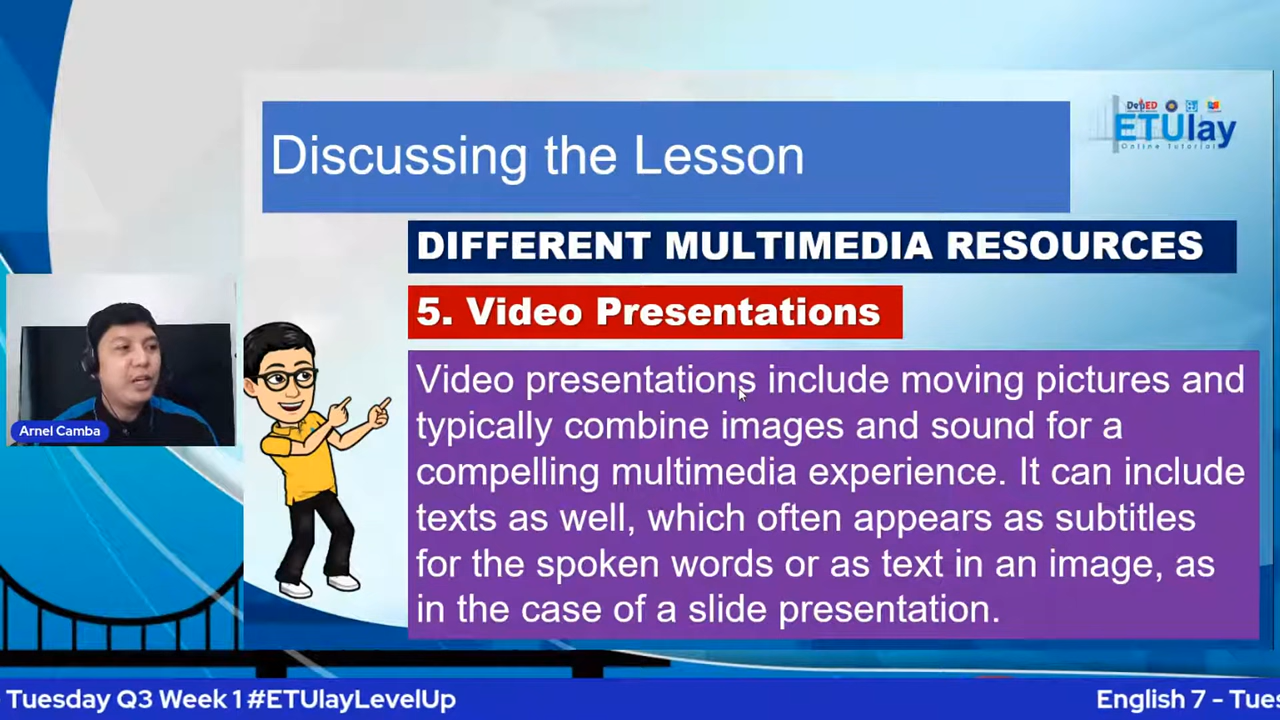 Discussing the Lesson
DepED
ETUlay
Online Tutorial
DIFFERENT MULTIMEDIA RESOURCES
5. Video Presentations
Video presentations include moving pictures and
typically combine images and sound for a
compelling multimedia experience. It can include
texts as well, which often appears as subtitles
for the spoken words or as text in an image, as
in the case of a slide presentation.
Arnel Camba
Tuesday Q3 Week 1 #ETUlayLevelUp
English 7 - Tues